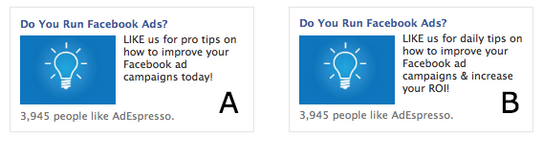 Do You Run Facebook Ads?
LIKE us for pro tips on
how to improve your
Facebook ad
campaigns today!
3,945 people like AdEspresso.
A
Do You Run Facebook Ads?
LIKE us for daily tips on
how to improve your
Facebook ad
campaigns & increase
your ROI!
3,945 people like AdEspresso.
B